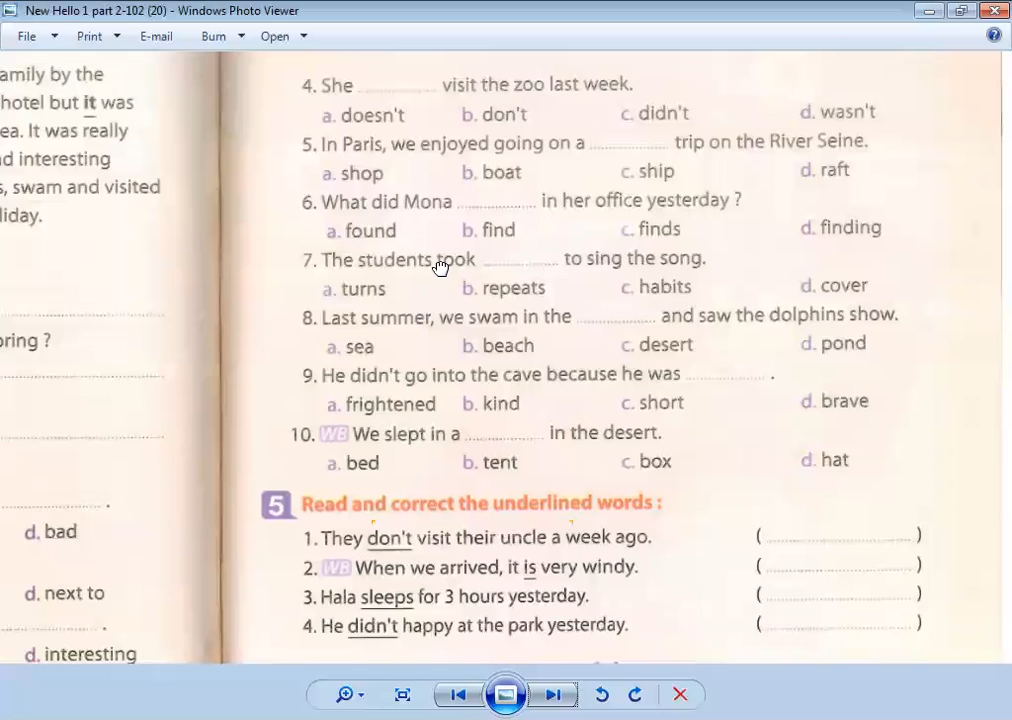 New Hello 1 part 2-102 (20) - Windows Photo Viewer
File Print E-mail Burn Open
amily by the
hotel but it was
ea. It was really
d interesting
s, swam and visited
liday.
oring ?
d. bad
d. next to
d. interesting
4. She ............ visit the zoo last week.
a. doesn't b. don't c. didn't d. wasn't
5. In Paris, we enjoyed going on a ............ trip on the River Seine.
a. shop b. boat c. ship d. raft
6. What did Mona ............ in her office yesterday ?
a. found b. find c. finds d. finding
7. The students took ............ to sing the song.
a. turns b. repeats c. habits d. cover
8. Last summer, we swam in the ............ and saw the dolphins show.
a. sea b. beach c. desert d. pond
9. He didn't go into the cave because he was ............ .
a. frightened b. kind c. short d. brave
10. WB We slept in a ............ in the desert.
a. bed b. tent c. box d. hat
5 Read and correct the underlined words :
1. They don't visit their uncle a week ago. (............)
2. WB When we arrived, it is very windy. (............)
3. Hala sleeps for 3 hours yesterday. (............)
4. He didn't happy at the park yesterday. (............)